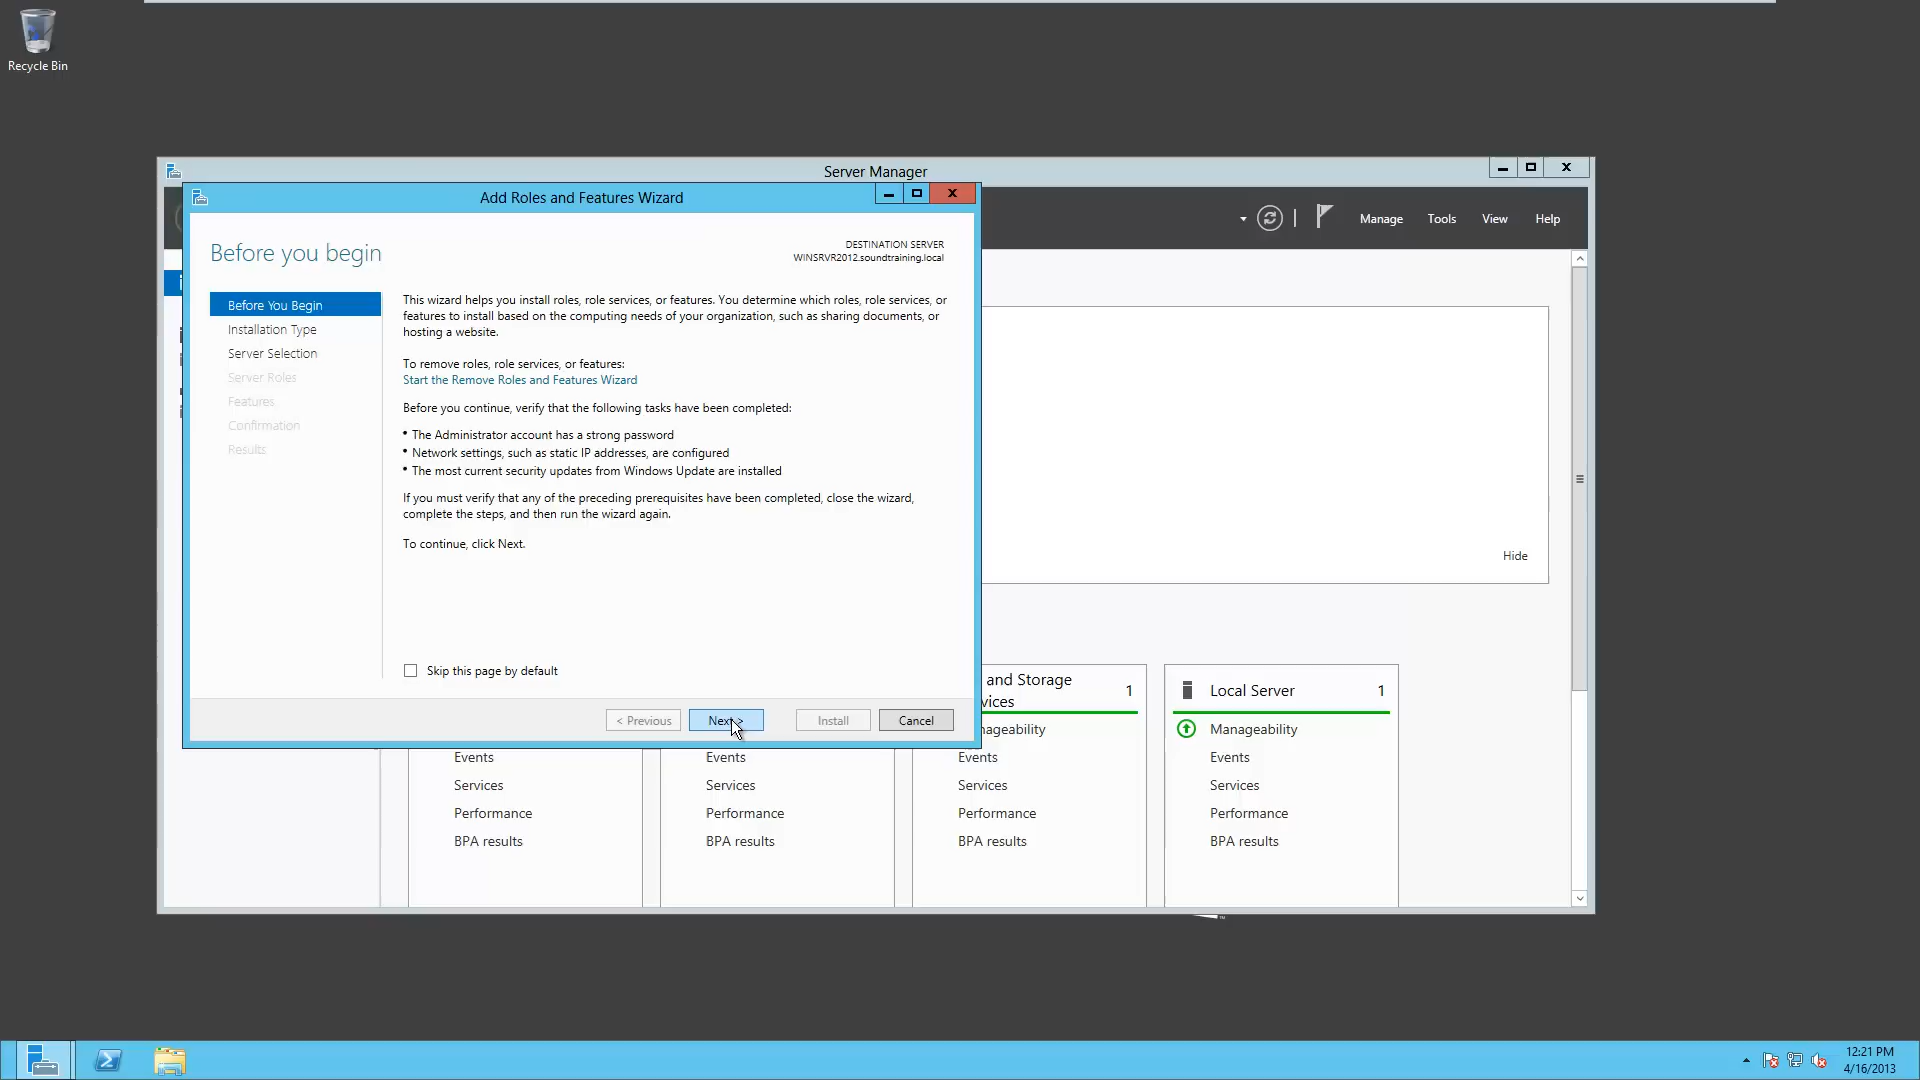 Recycle Bin
Server Manager
Add Roles and Features Wizard
Manage
Tools
View
Help
Before you begin
DESTINATION SERVER
WINSRVR2012.soundtraining.local
Before You Begin
Installation Type
Server Selection
Server Roles
Features
Confirmation
Results
This wizard helps you install roles, role services, or features. You determine which roles, role services, or
features to install based on the computing needs of your organization, such as sharing documents, or
hosting a website.
To remove roles, role services, or features:
Start the Remove Roles and Features Wizard
Before you continue, verify that the following tasks have been completed:
• The Administrator account has a strong password
• Network settings, such as static IP addresses, are configured
• The most current security updates from Windows Update are installed
If you must verify that any of the preceding prerequisites have been completed, close the wizard,
complete the steps, and then run the wizard again.
To continue, click Next.
Skip this page by default
< Previous
Next >
Install
Cancel
Hide
and Storage
vices
1
nageability
Local Server
1
Manageability
Events
Services
Performance
BPA results
Events
Services
Performance
BPA results
Events
Services
Performance
BPA results
Events
Services
Performance
BPA results
12:21 PM
4/16/2013